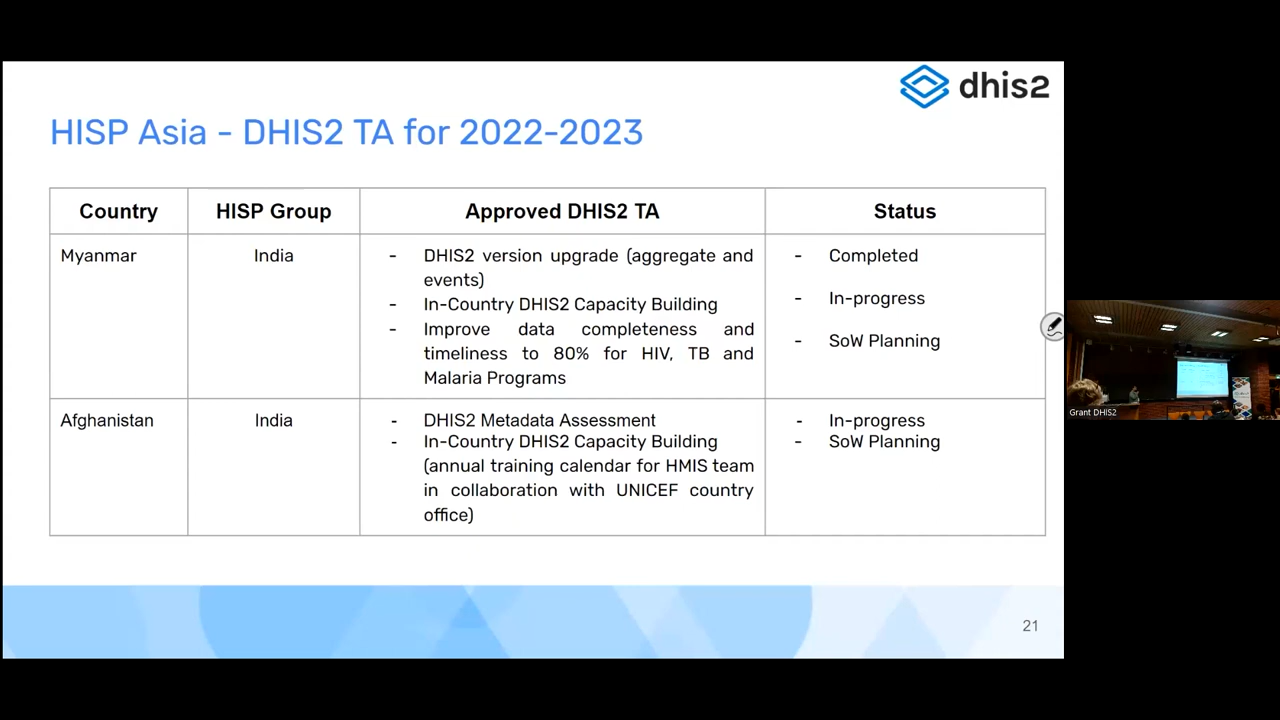 dhis2
HISP Asia - DHIS2 TA for 2022-2023
Country
HISP Group
Approved DHIS2 TA
Status
Myanmar
India
- DHIS2 version upgrade (aggregate and
events)
- In-Country DHIS2 Capacity Building
- Improve data completeness and
timeliness to 80% for HIV, TB and
Malaria Programs
- Completed
- In-progress
- SoW Planning
Afghanistan
India
- DHIS2 Metadata Assessment
- In-Country DHIS2 Capacity Building
(annual training calendar for HMIS team
in collaboration with UNICEF country
office)
- In-progress
- SoW Planning
21
Grant DHIS2